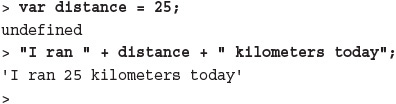 > var distance = 25;
undefined
> "I ran " + distance + " kilometers today";
'I ran 25 kilometers today'
>